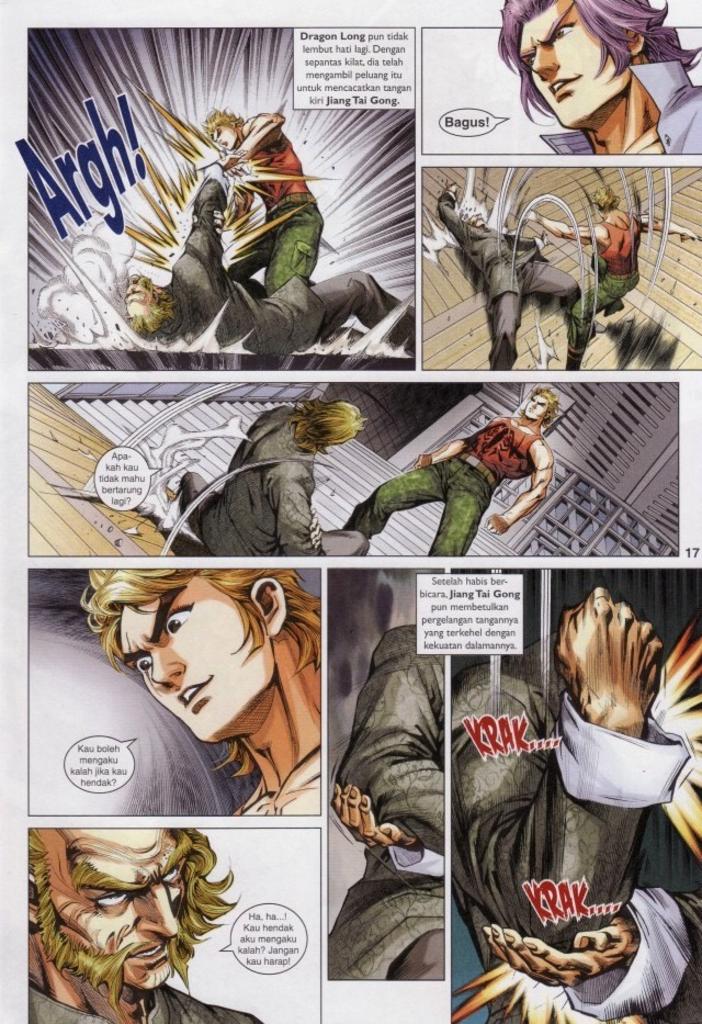 Dragon Long pun tidak
lembut hati lagi. Dengan
sepantas kilat, dia telah
mengambil peluang itu
untuk mencacatkan tangan
kiri Jiang Tai Gong.
Argh!
Bagus!
Apa-
kah kau
tidak mahu
bertarung
lagi?
17
Kau boleh
mengaku
kalah jika kau
hendak?
Setelah habis ber-
bicara, Jiang Tai Gong
pun membetulkan
pergelangan tangannya
yang terkehel dengan
kekuatan dalamannya.
KRAK....
KRAK....
Ha, ha...!
Kau hendak
aku mengaku
kalah? Jangan
kau harap!